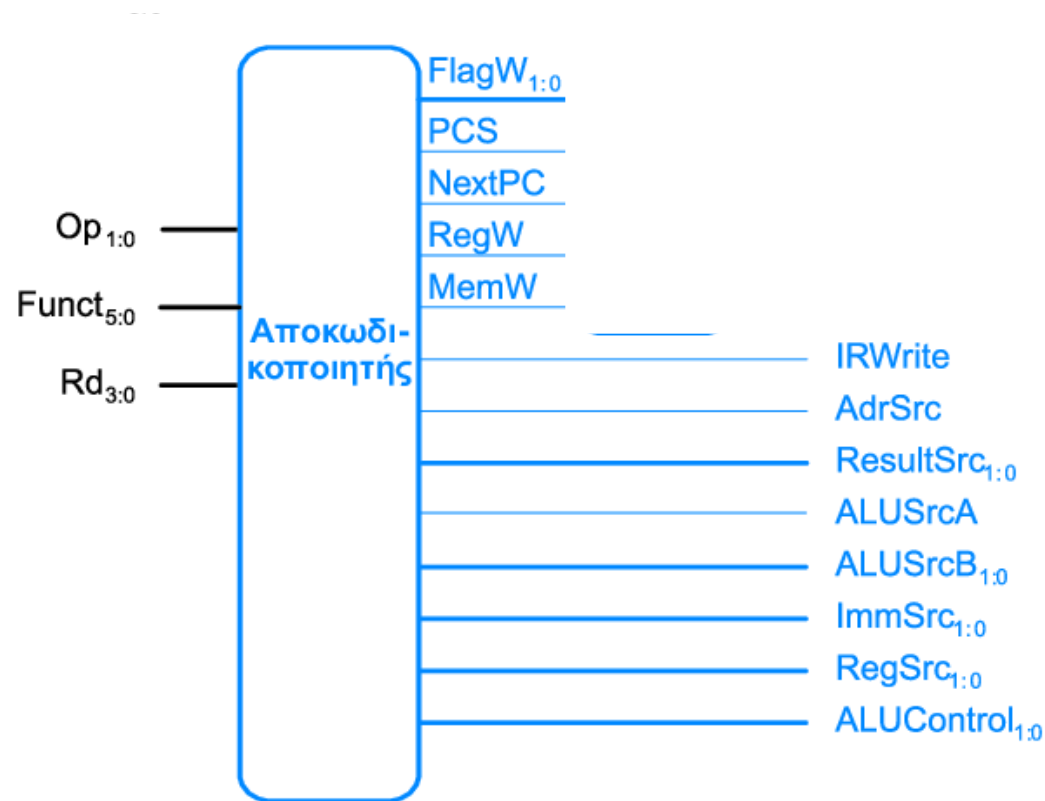 FlagW1:0
PCS
NextPC
Op1:0
RegW
Funct5:0
MemW
Αποκωδι-
κοποιητής
IRWrite
Rd3:0
AdrSrc
ResultSrc1:0
ALUSrcA
ALUSrcB1:0
ImmSrc1:0
RegSrc1:0
ALUControl1:0